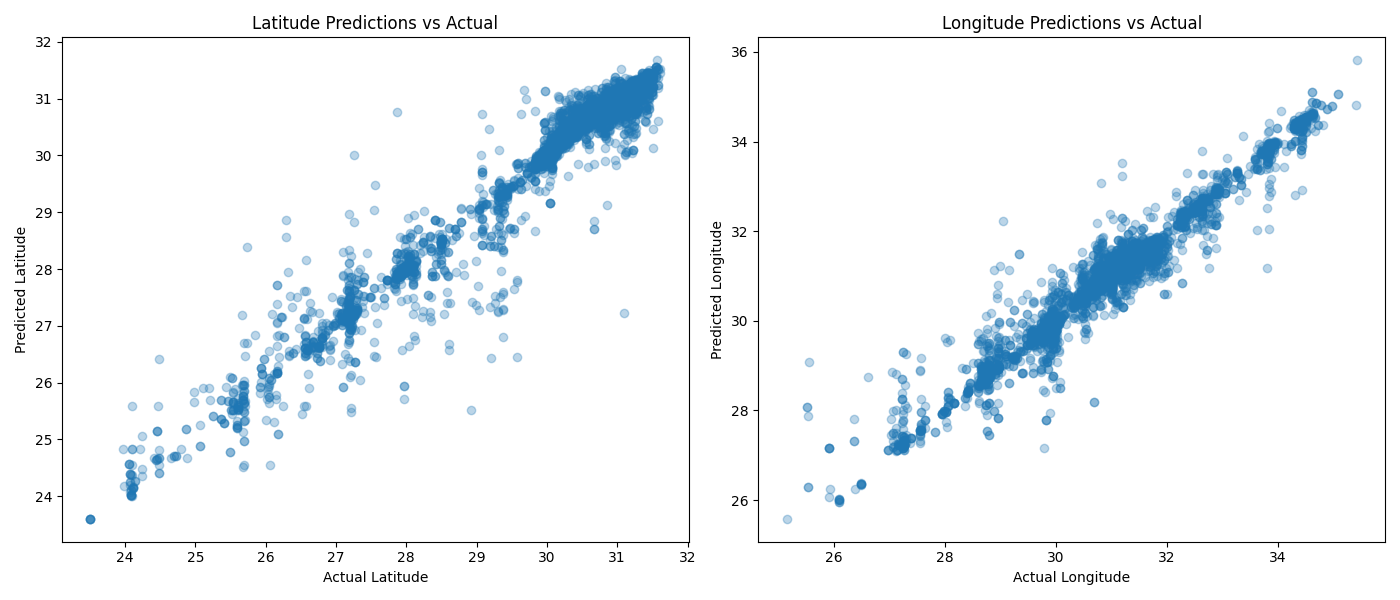 Latitude Predictions vs Actual
32
31
30
29
28
27
26
25
24
Predicted Latitude
24 25 26 27 28 29 30 31 32
Actual Latitude
Longitude Predictions vs Actual
36
34
32
30
28
26
Predicted Longitude
26 28 30 32 34
Actual Longitude